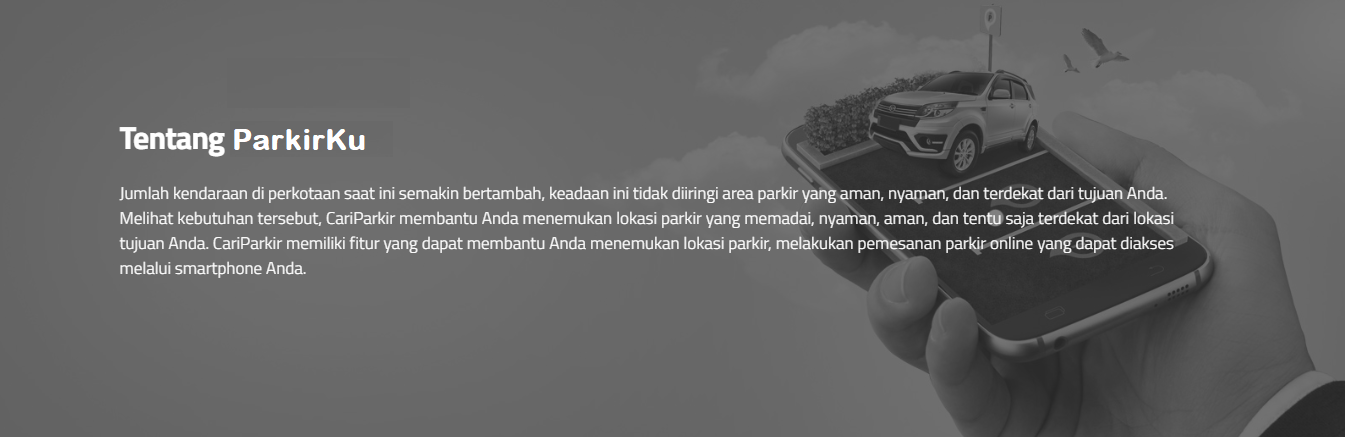 Tentang ParkirKu
Jumlah kendaraan di perkotaan saat ini semakin bertambah, keadaan ini tidak diiringi area parkir yang aman, nyaman, dan terdekat dari tujuan Anda.
Melihat kebutuhan tersebut, CariParkir membantu Anda menemukan lokasi parkir yang memadai, nyaman, aman, dan tentu saja terdekat dari lokasi
tujuan Anda. CariParkir memiliki fitur yang dapat membantu Anda menemukan lokasi parkir, melakukan pemesanan parkir online yang dapat diakses
melalui smartphone Anda.